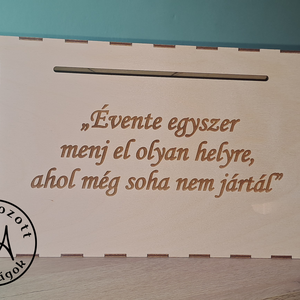 „Évente egyszer
menj el olyan helyre,
ahol még soha nem jártál”